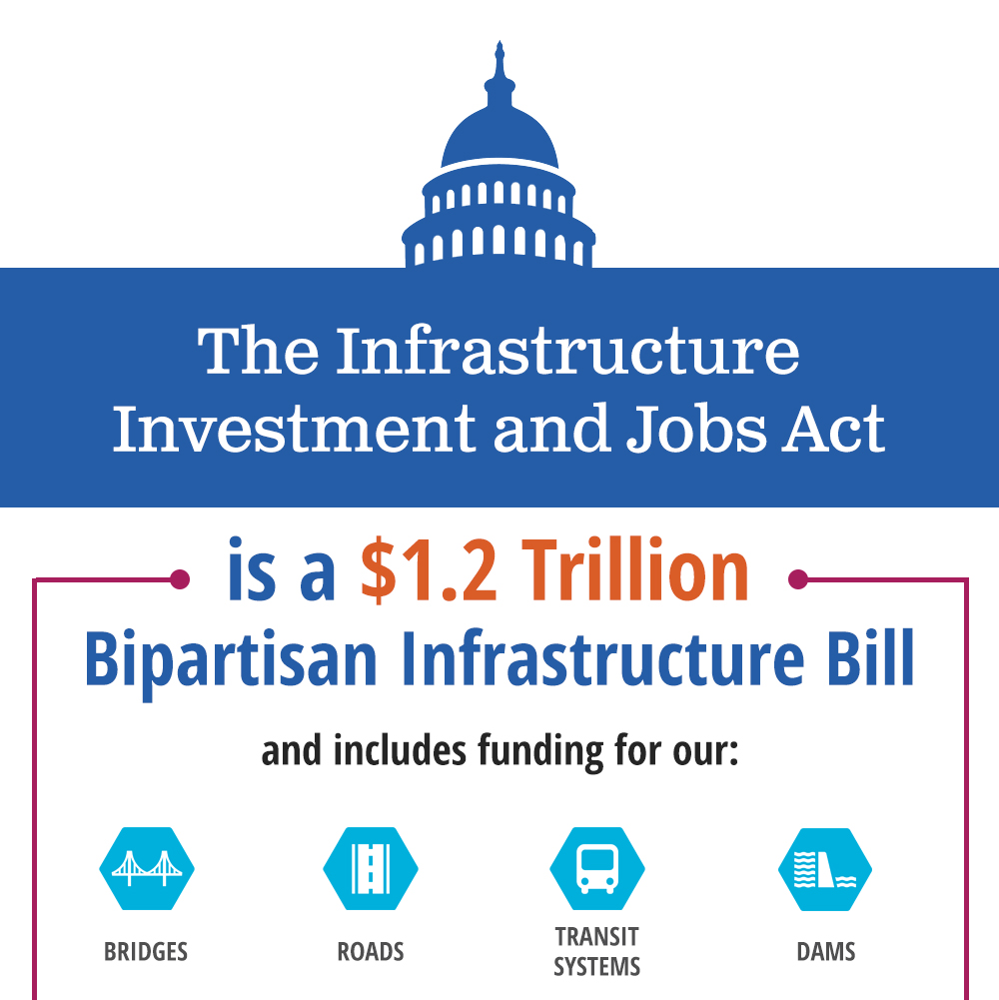 The Infrastructure
Investment and Jobs Act
is a $1.2 Trillion
Bipartisan Infrastructure Bill
and includes funding for our:
BRIDGES
ROADS
TRANSIT
SYSTEMS
DAMS